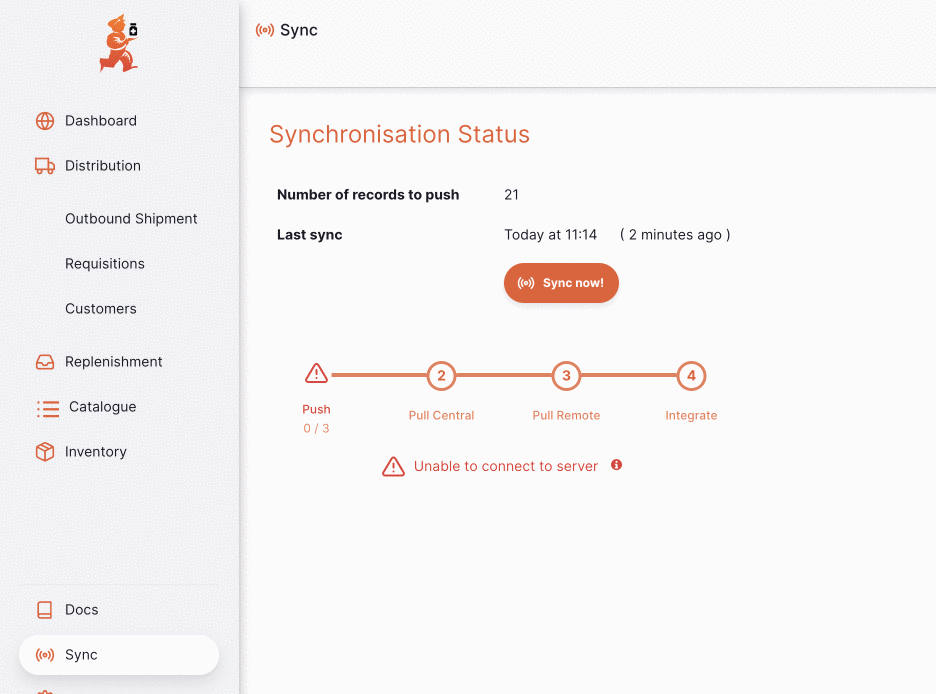 Sync
Dashboard
Distribution
Outbound Shipment
Requisitions
Customers
Replenishment
Catalogue
Inventory
Docs
Sync
Synchronisation Status
Number of records to push 21
Last sync Today at 11:14 ( 2 minutes ago )
Sync now!
2 3 4
Push Pull Central Pull Remote Integrate
0 / 3
Unable to connect to server